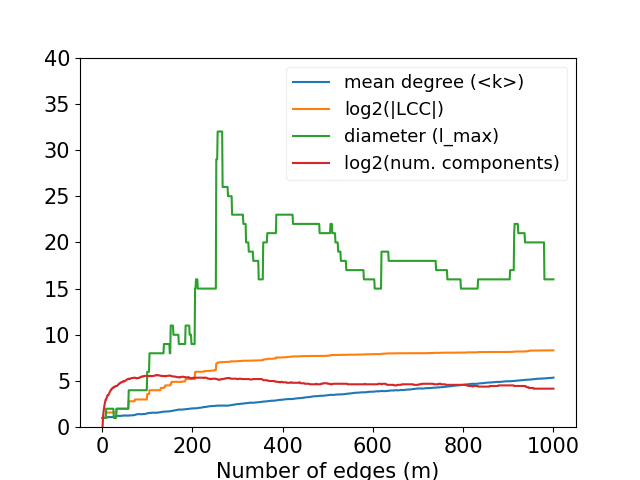 40
35
30
25
20
15
10
5
0
mean degree (<k>)
log2(|LCC|)
diameter (l_max)
log2(num. components)
0 200 400 600 800 1000
Number of edges (m)